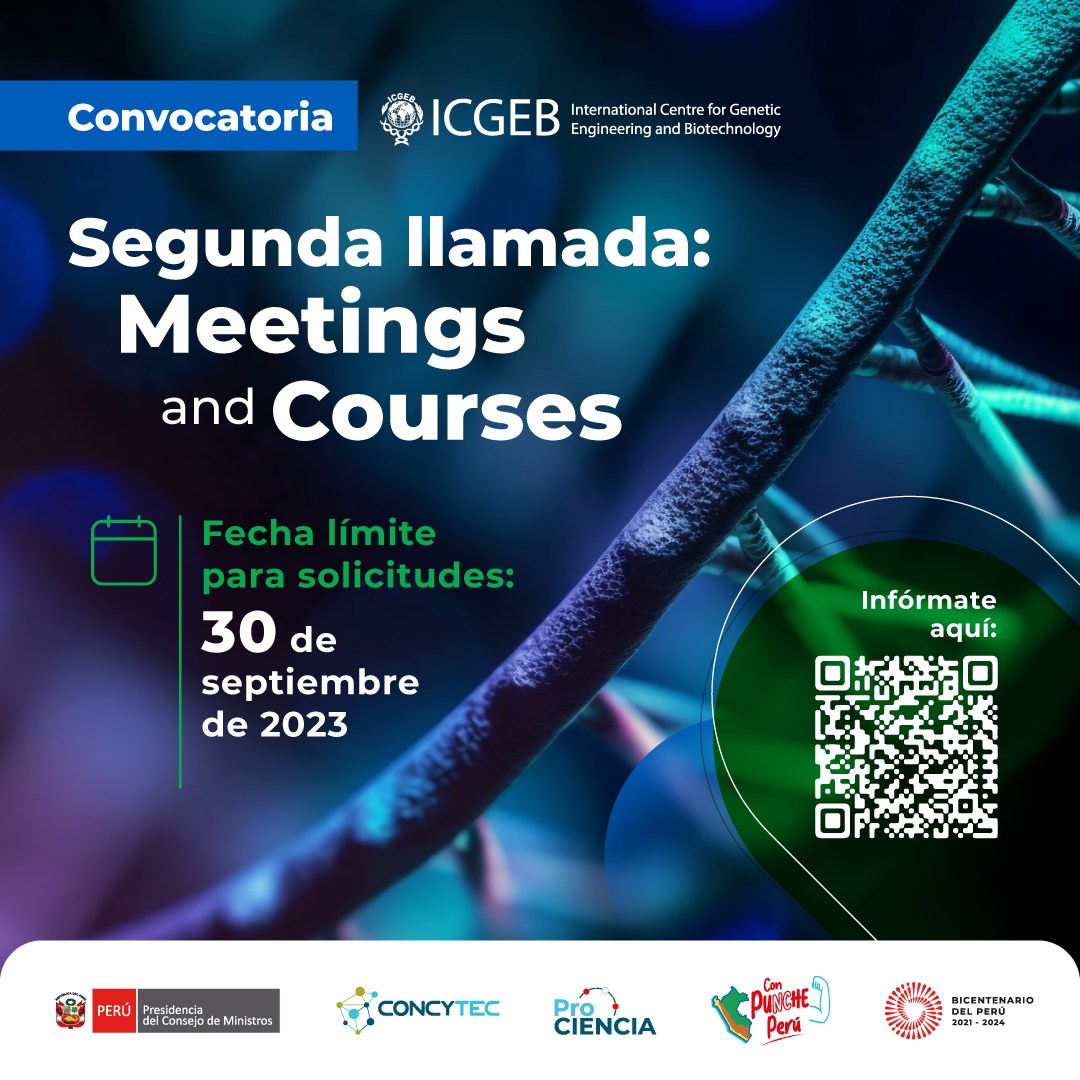 Convocatoria
ICGEB
ICGEB
International Centre for Genetic
Engineering and Biotechnology
Segunda llamada:
Meetings
and Courses
Fecha límite
para solicitudes:
30 de
septiembre
de 2023
Infórmate
aquí:
PERÚ
Presidencia
del Consejo de Ministros
CONCYTEC
Pro
CIENCIA
Con
PUNCHE
Perú
BICENTENARIO
DEL PERÚ
2021 - 2024